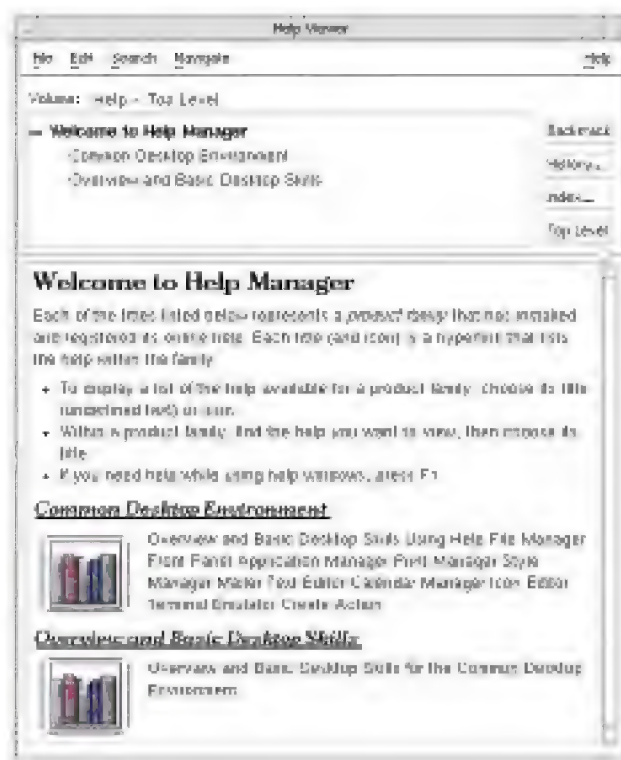 Help Viewer
File Edit Search Navigate Help
Volume: Help - Top Level
Welcome to Help Manager
Common Desktop Environment
Overview and Basic Desktop Skills
Backtrack
History...
Index...
Top Level
Welcome to Help Manager
Each of the titles listed below represents a product family that has installed
and registered its online help. Each title (and icon) is a hyperlink that lists
the help within the family.
• To display a list of the help available for a product family, choose its title
(underlined text) or icon.
• Within a product family, find the help you want to view, then choose its
title.
• If you need help while using help windows, press F1.
Common Desktop Environment
Overview and Basic Desktop Skills Using Help File Manager
Front Panel Application Manager Print Manager Style
Manager Mailer Text Editor Calendar Manager Icon Editor
Terminal Emulator Create Action
Overview and Basic Desktop Skills
Overview and Basic Desktop Skills for the Common Desktop
Environment